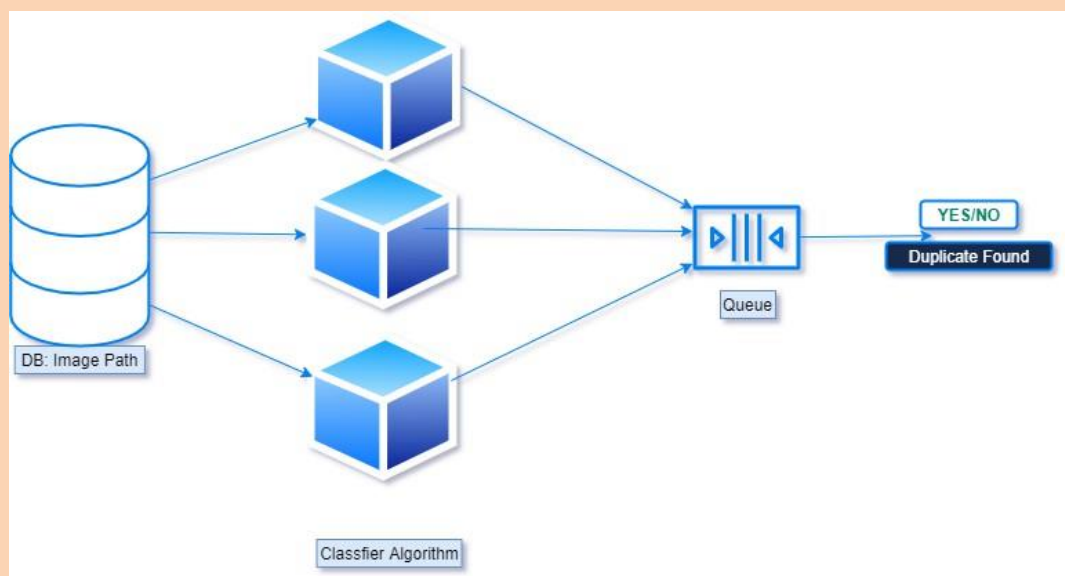 YES/NO
Duplicate Found
Queue
DB: Image Path
Classfier Algorithm